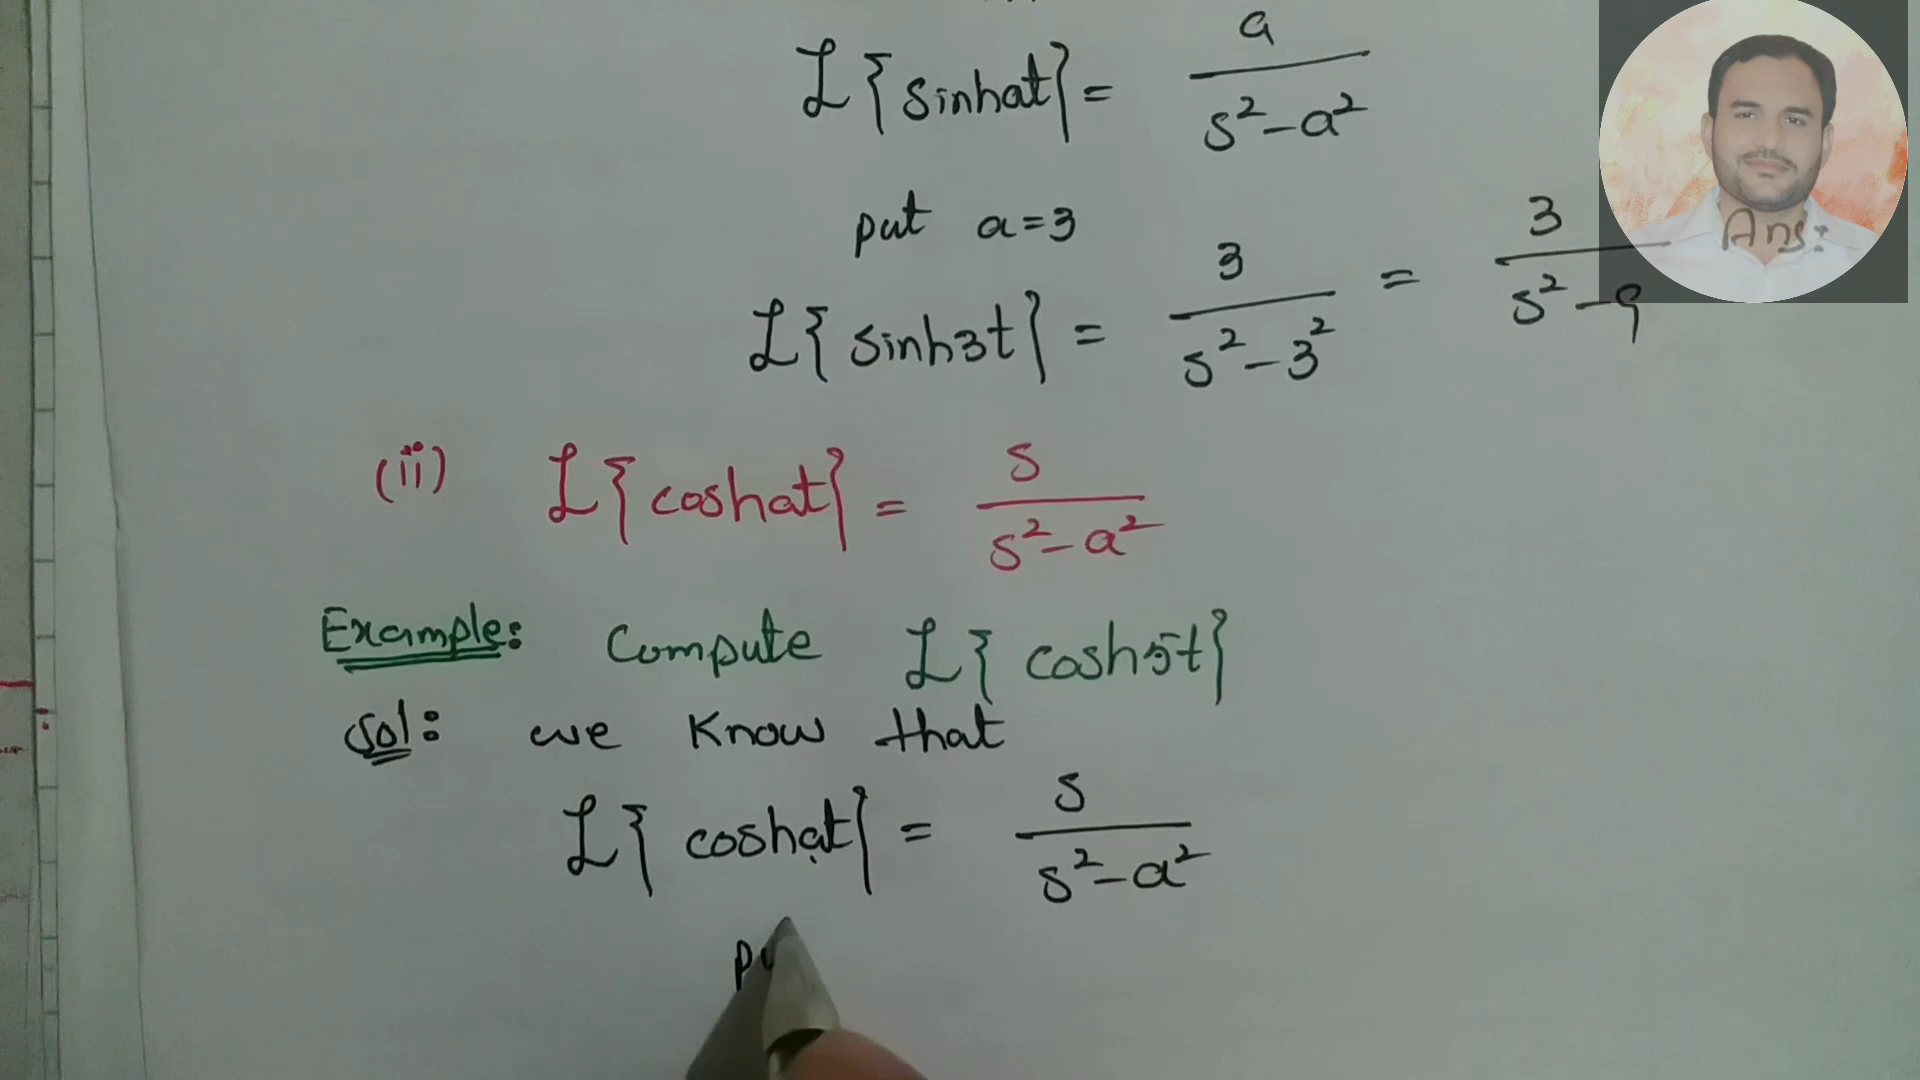 ℒ{sinhat} = a / s²-a²
put a=3
ℒ{sinh3t} = 3 / s²-3² = 3 / s²-9 Ans:
(ii) ℒ{coshat} = s / s²-a²
Example: Compute ℒ{cosh5t}
Sol: we Know that
ℒ{coshat} = s / s²-a²
pu